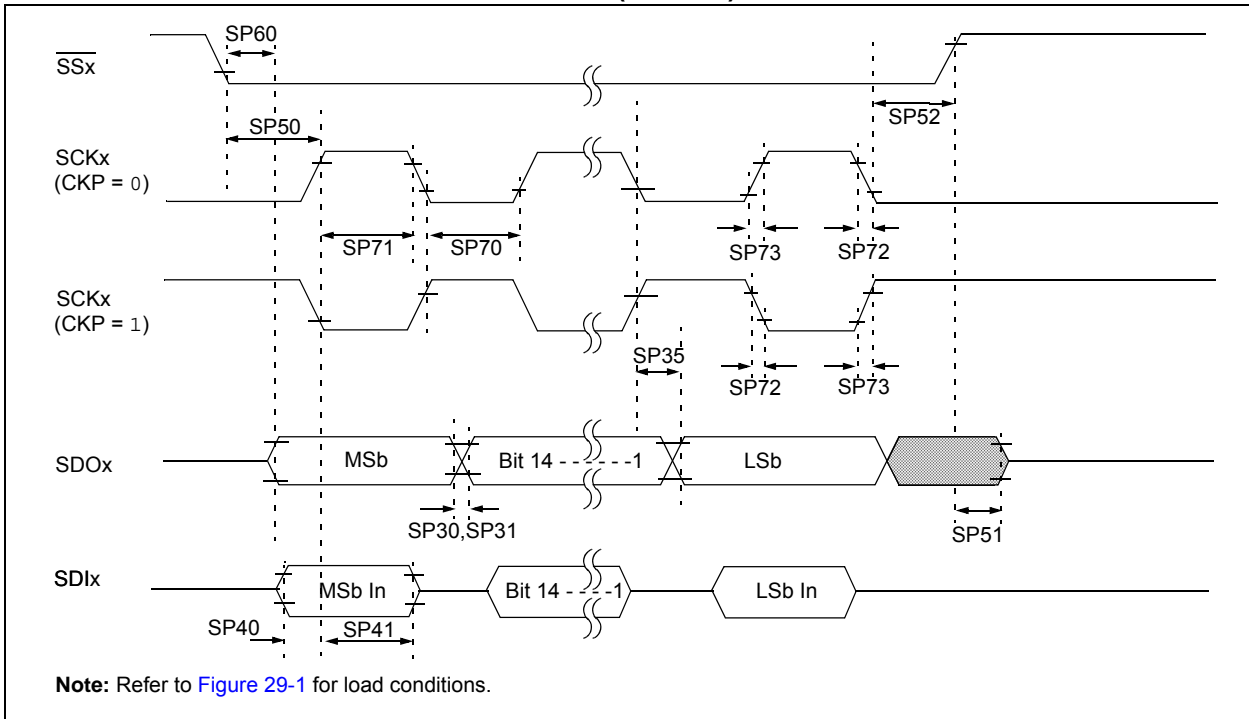 SP60
SSx
SP50
SP52
SCKx
(CKP = 0)
SP71
SP70
SP73
SP72
SCKx
(CKP = 1)
SP35
SP72
SP73
SDOx
MSb
Bit 14 - - - - - -1
LSb
SP30,SP31
SP51
SDIx
MSb In
Bit 14 - - - -1
LSb In
SP40
SP41
Note: Refer to Figure 29-1 for load conditions.